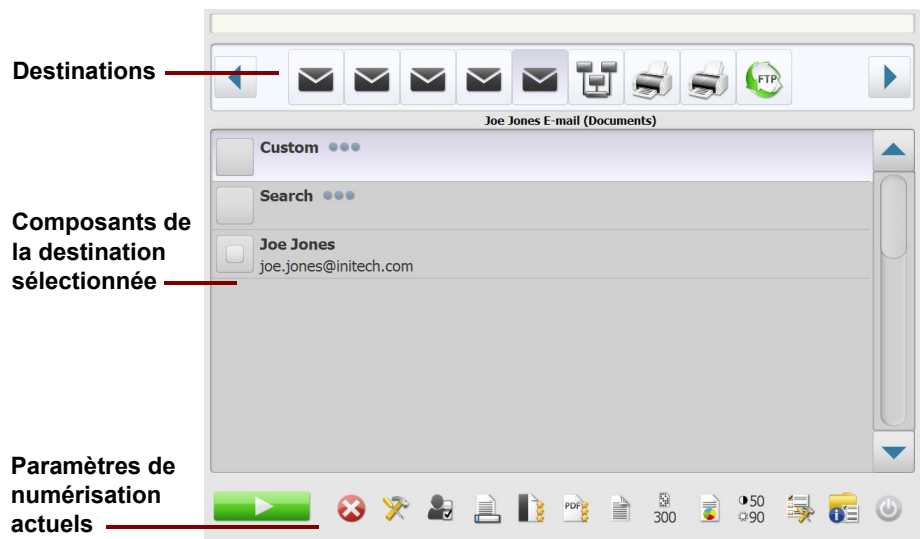 Destinations
FTP
Joe Jones E-mail (Documents)
Custom
Search
Composants de
la destination
sélectionnée
Joe Jones
joe.jones@initech.com
Paramètres de
numérisation
actuels
PDF
300
50
90